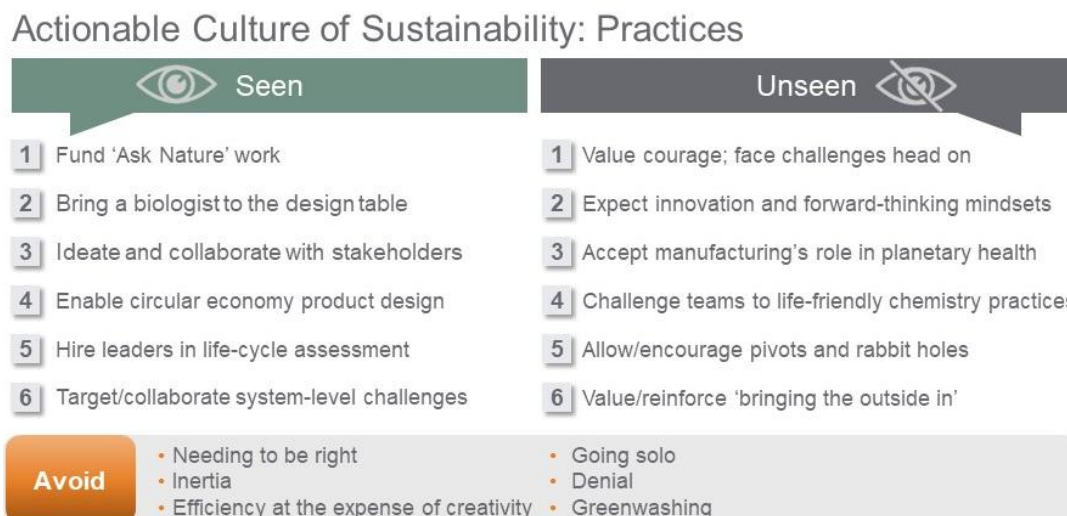 Actionable Culture of Sustainability: Practices
Seen
1 Fund ‘Ask Nature’ work
2 Bring a biologist to the design table
3 Ideate and collaborate with stakeholders
4 Enable circular economy product design
5 Hire leaders in life-cycle assessment
6 Target/collaborate system-level challenges
Unseen
1 Value courage; face challenges head on
2 Expect innovation and forward-thinking mindsets
3 Accept manufacturing’s role in planetary health
4 Challenge teams to life-friendly chemistry practices
5 Allow/encourage pivots and rabbit holes
6 Value/reinforce ‘bringing the outside in’
Avoid
• Needing to be right
• Inertia
• Efficiency at the expense of creativity
• Going solo
• Denial
• Greenwashing